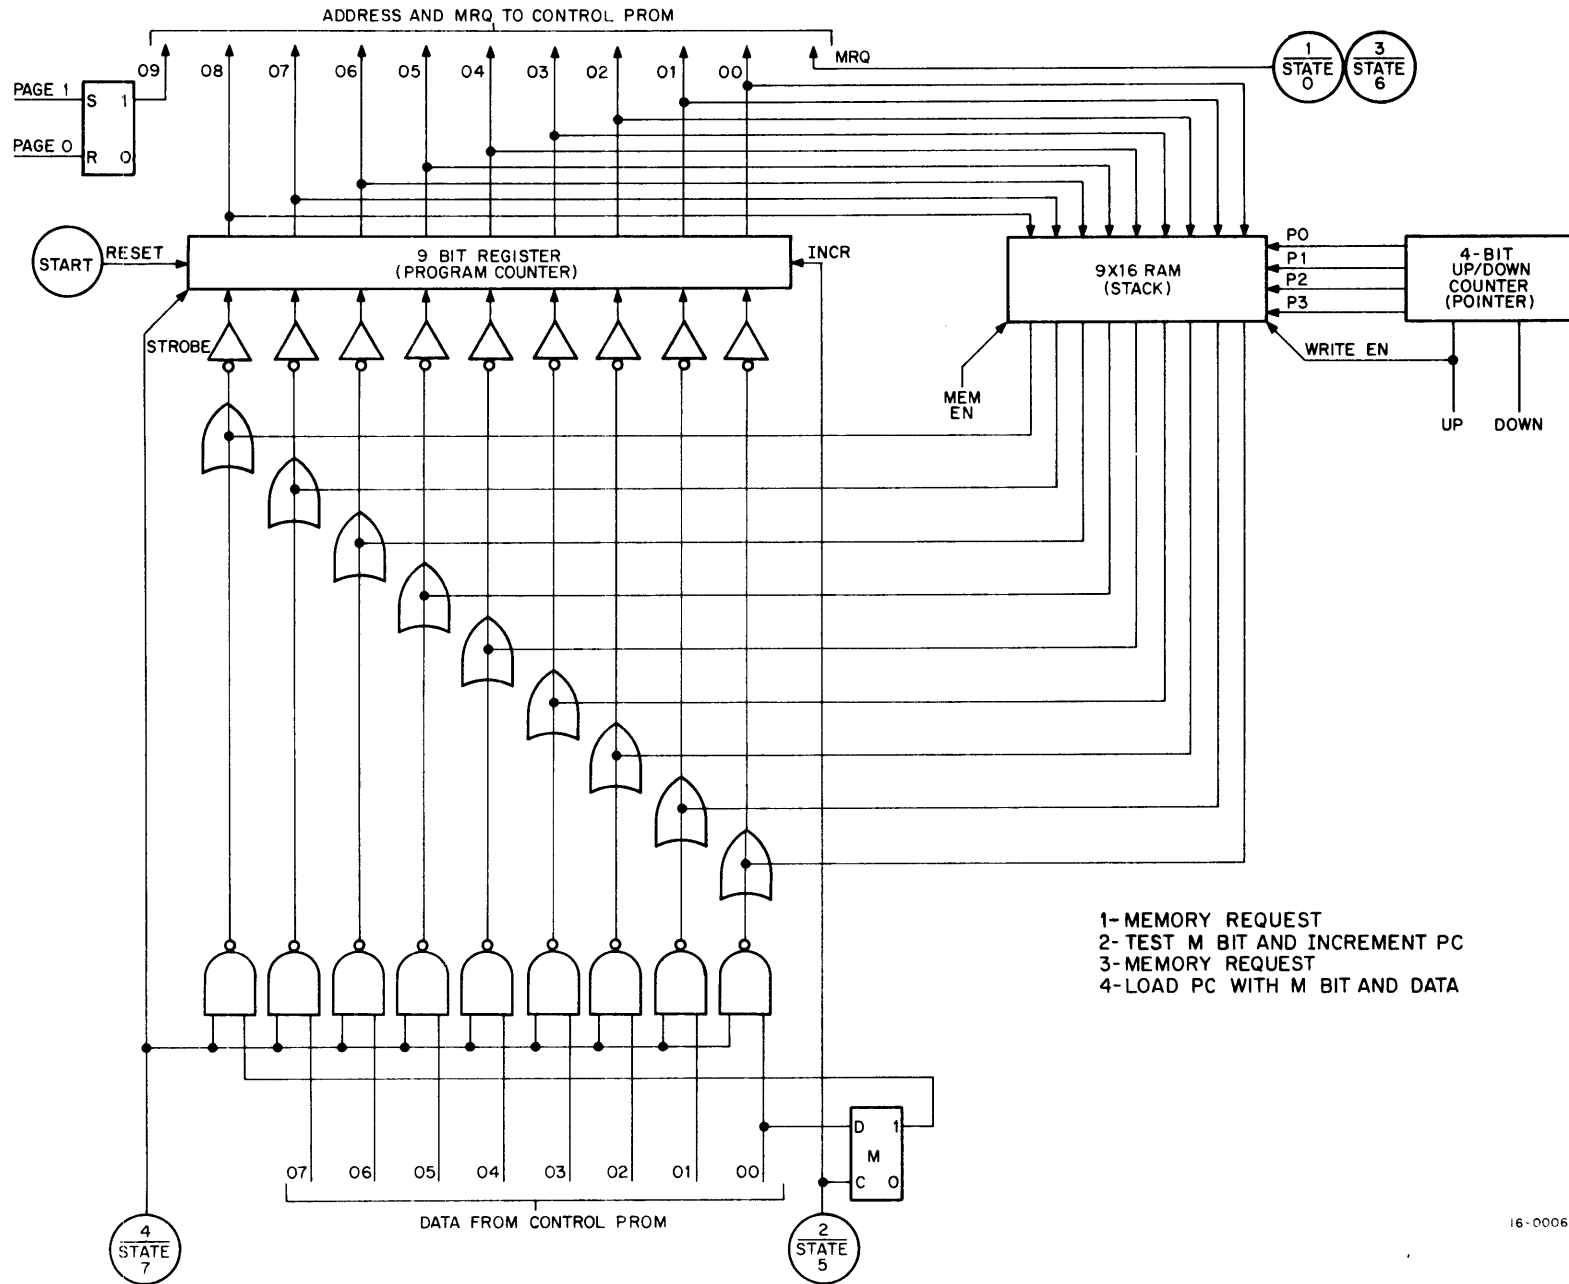 ADDRESS AND MRQ TO CONTROL PROM
09 08 07 06 05 04 03 02 01 00 MRQ
1
STATE
0
3
STATE
6
PAGE 1
S 1
PAGE 0
R 0
START
RESET
9 BIT REGISTER
(PROGRAM COUNTER)
INCR
9X16 RAM
(STACK)
P0
P1
P2
P3
4-BIT
UP/DOWN
COUNTER
(POINTER)
STROBE
MEM
EN
WRITE EN
UP DOWN
1- MEMORY REQUEST
2- TEST M BIT AND INCREMENT PC
3- MEMORY REQUEST
4- LOAD PC WITH M BIT AND DATA
D 1
M
C 0
07 06 05 04 03 02 01 00
DATA FROM CONTROL PROM
4
STATE
7
2
STATE
5
16-0006